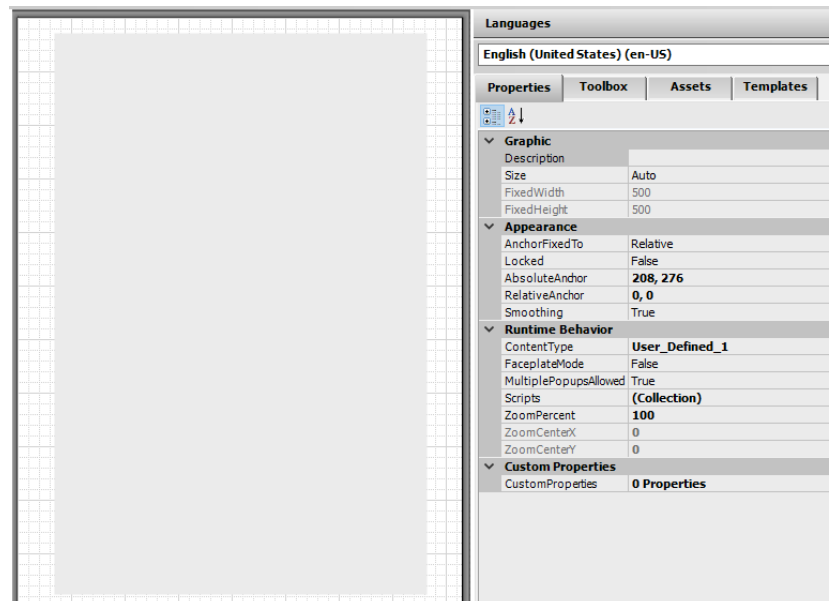 Languages
English (United States) (en-US)
Properties Toolbox Assets Templates
A
Z
Graphic
Description
Size Auto
FixedWidth 500
FixedHeight 500
Appearance
AnchorFixedTo Relative
Locked False
AbsoluteAnchor 208, 276
RelativeAnchor 0, 0
Smoothing True
Runtime Behavior
ContentType User_Defined_1
FaceplateMode False
MultiplePopupsAllowed True
Scripts (Collection)
ZoomPercent 100
ZoomCenterX 0
ZoomCenterY 0
Custom Properties
CustomProperties 0 Properties